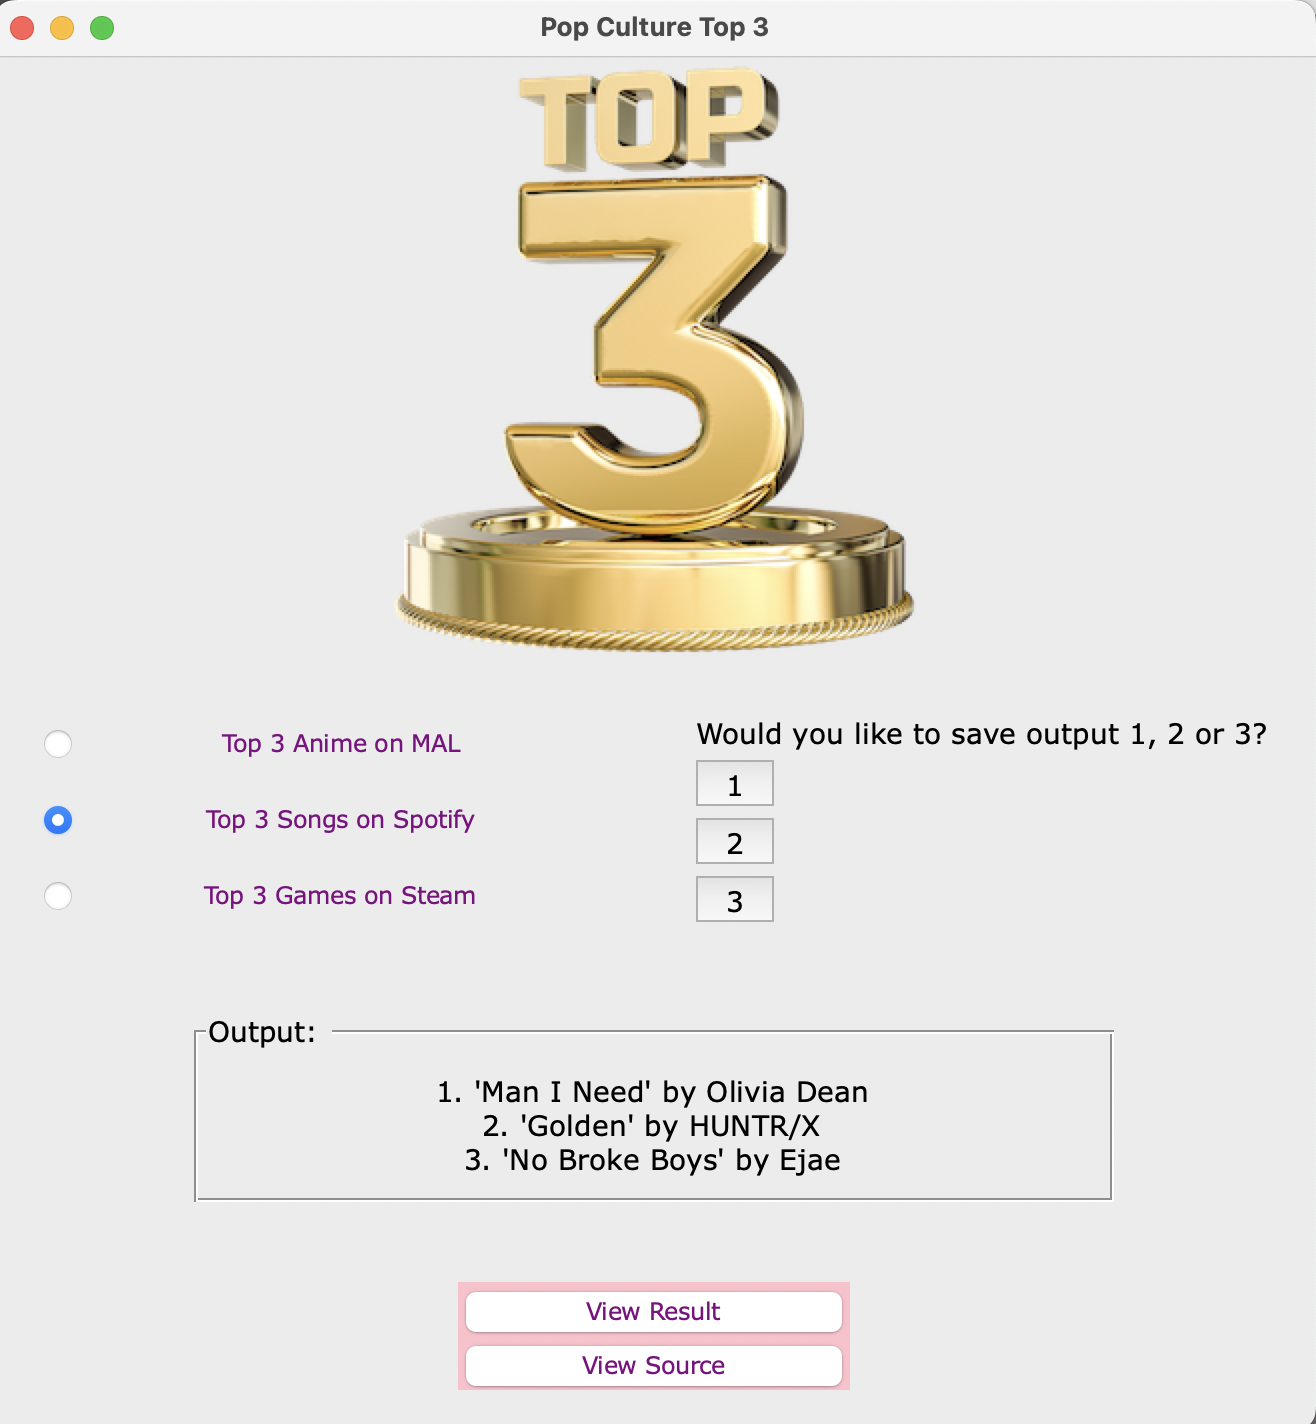 Pop Culture Top 3
TOP
3
Top 3 Anime on MAL
Top 3 Songs on Spotify
Top 3 Games on Steam
Would you like to save output 1, 2 or 3?
1
2
3
Output:
1. 'Man I Need' by Olivia Dean
2. 'Golden' by HUNTR/X
3. 'No Broke Boys' by Ejae
View Result
View Source